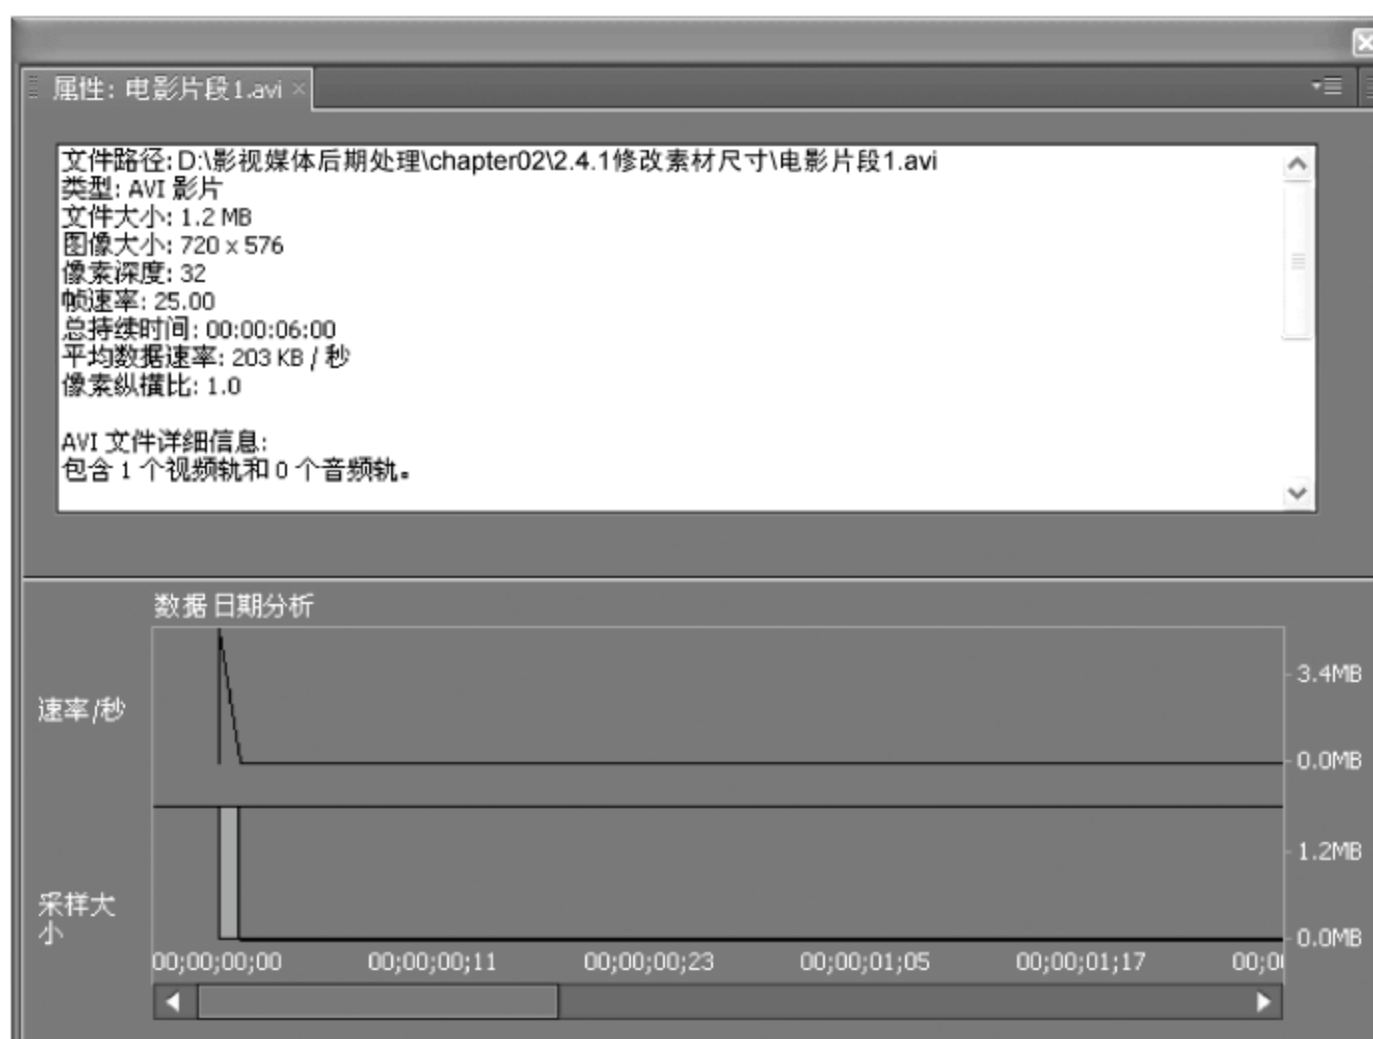 属性: 电影片段1.avi
文件路径: D:\影视媒体后期处理\chapter02\2.4.1修改素材尺寸\电影片段1.avi
类型: AVI 影片
文件大小: 1.2 MB
图像大小: 720 x 576
像素深度: 32
帧速率: 25.00
总持续时间: 00:00:06:00
平均数据速率: 203 KB / 秒
像素纵横比: 1.0
AVI 文件详细信息:
包含 1 个视频轨和 0 个音频轨。
数据日期分析
3.4MB
速率/秒
0.0MB
1.2MB
采样大
小
0.0MB
00;00;00;00 00;00;00;11 00;00;00;23 00;00;01;05 00;00;01;17